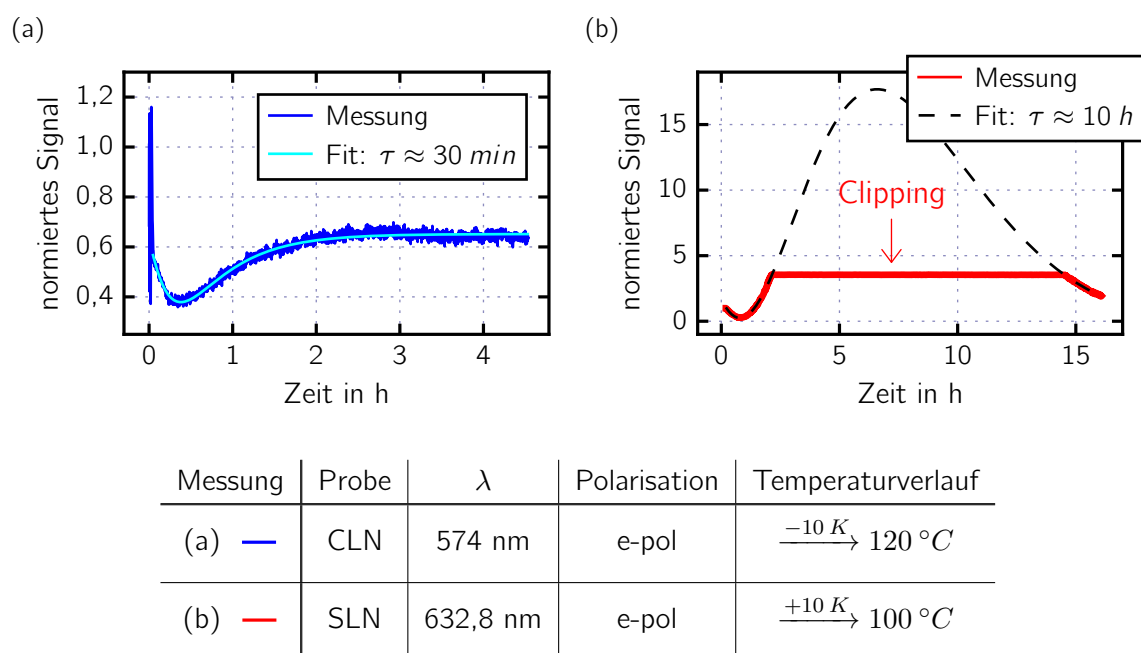 (a)
normiertes Signal
1,2
1,0
0,8
0,6
0,4
0 1 2 3 4
Zeit in h
Messung
Fit: τ ≈ 30 min
(b)
normiertes Signal
15
10
5
0
0 5 10 15
Zeit in h
Messung
Fit: τ ≈ 10 h
Clipping
Messung Probe λ Polarisation Temperaturverlauf
(a) CLN 574 nm e-pol −10 K → 120 °C
(b) SLN 632,8 nm e-pol +10 K → 100 °C